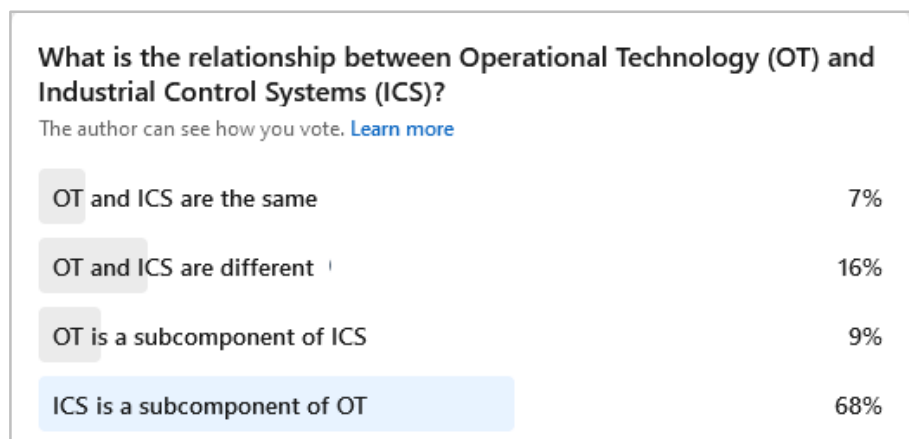 What is the relationship between Operational Technology (OT) and
Industrial Control Systems (ICS)?
The author can see how you vote. Learn more
OT and ICS are the same 7%
OT and ICS are different 16%
OT is a subcomponent of ICS 9%
ICS is a subcomponent of OT 68%